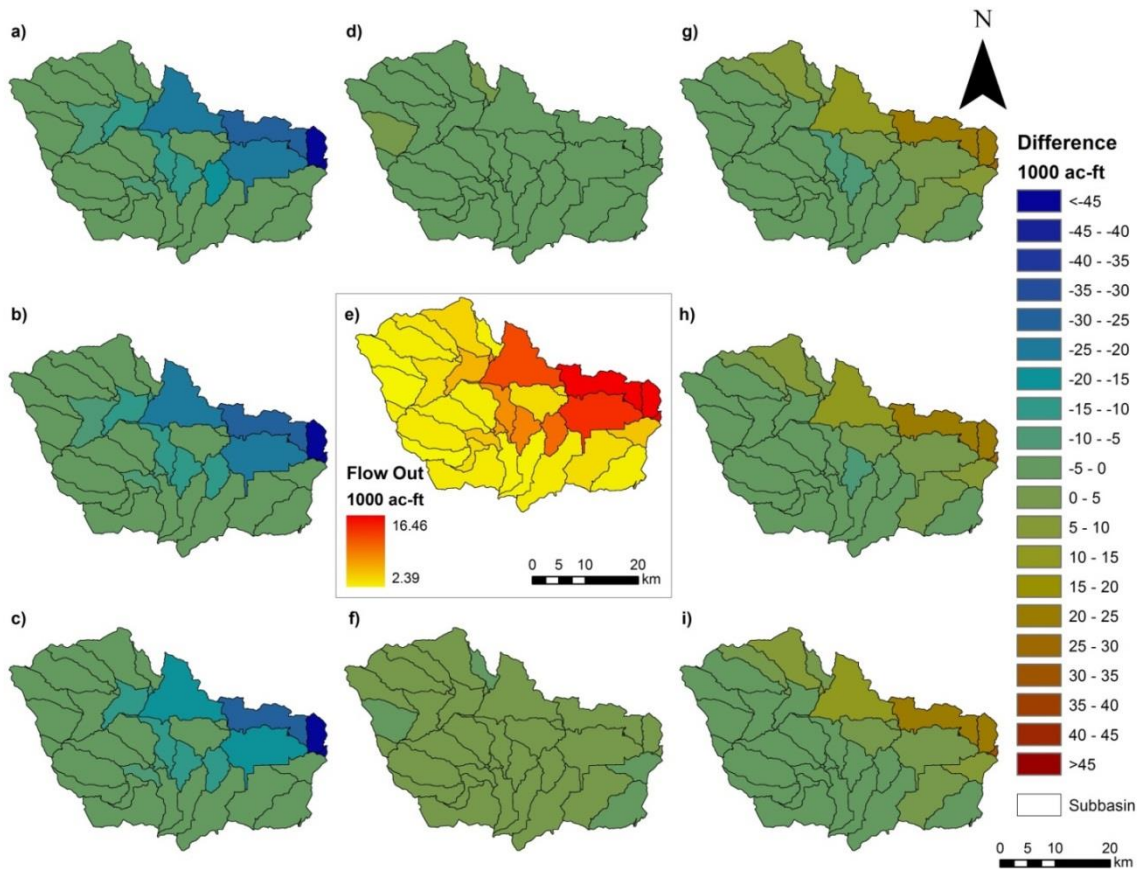 a)
d)
g)
N
b)
e)
h)
Flow Out
1000 ac-ft
16.46
2.39
0 5 10 20
km
c)
f)
i)
Difference
1000 ac-ft
<-45
-45 - -40
-40 - -35
-35 - -30
-30 - -25
-25 - -20
-20 - -15
-15 - -10
-10 - -5
-5 - 0
0 - 5
5 - 10
10 - 15
15 - 20
20 - 25
25 - 30
30 - 35
35 - 40
40 - 45
>45
Subbasin
0 5 10 20
km